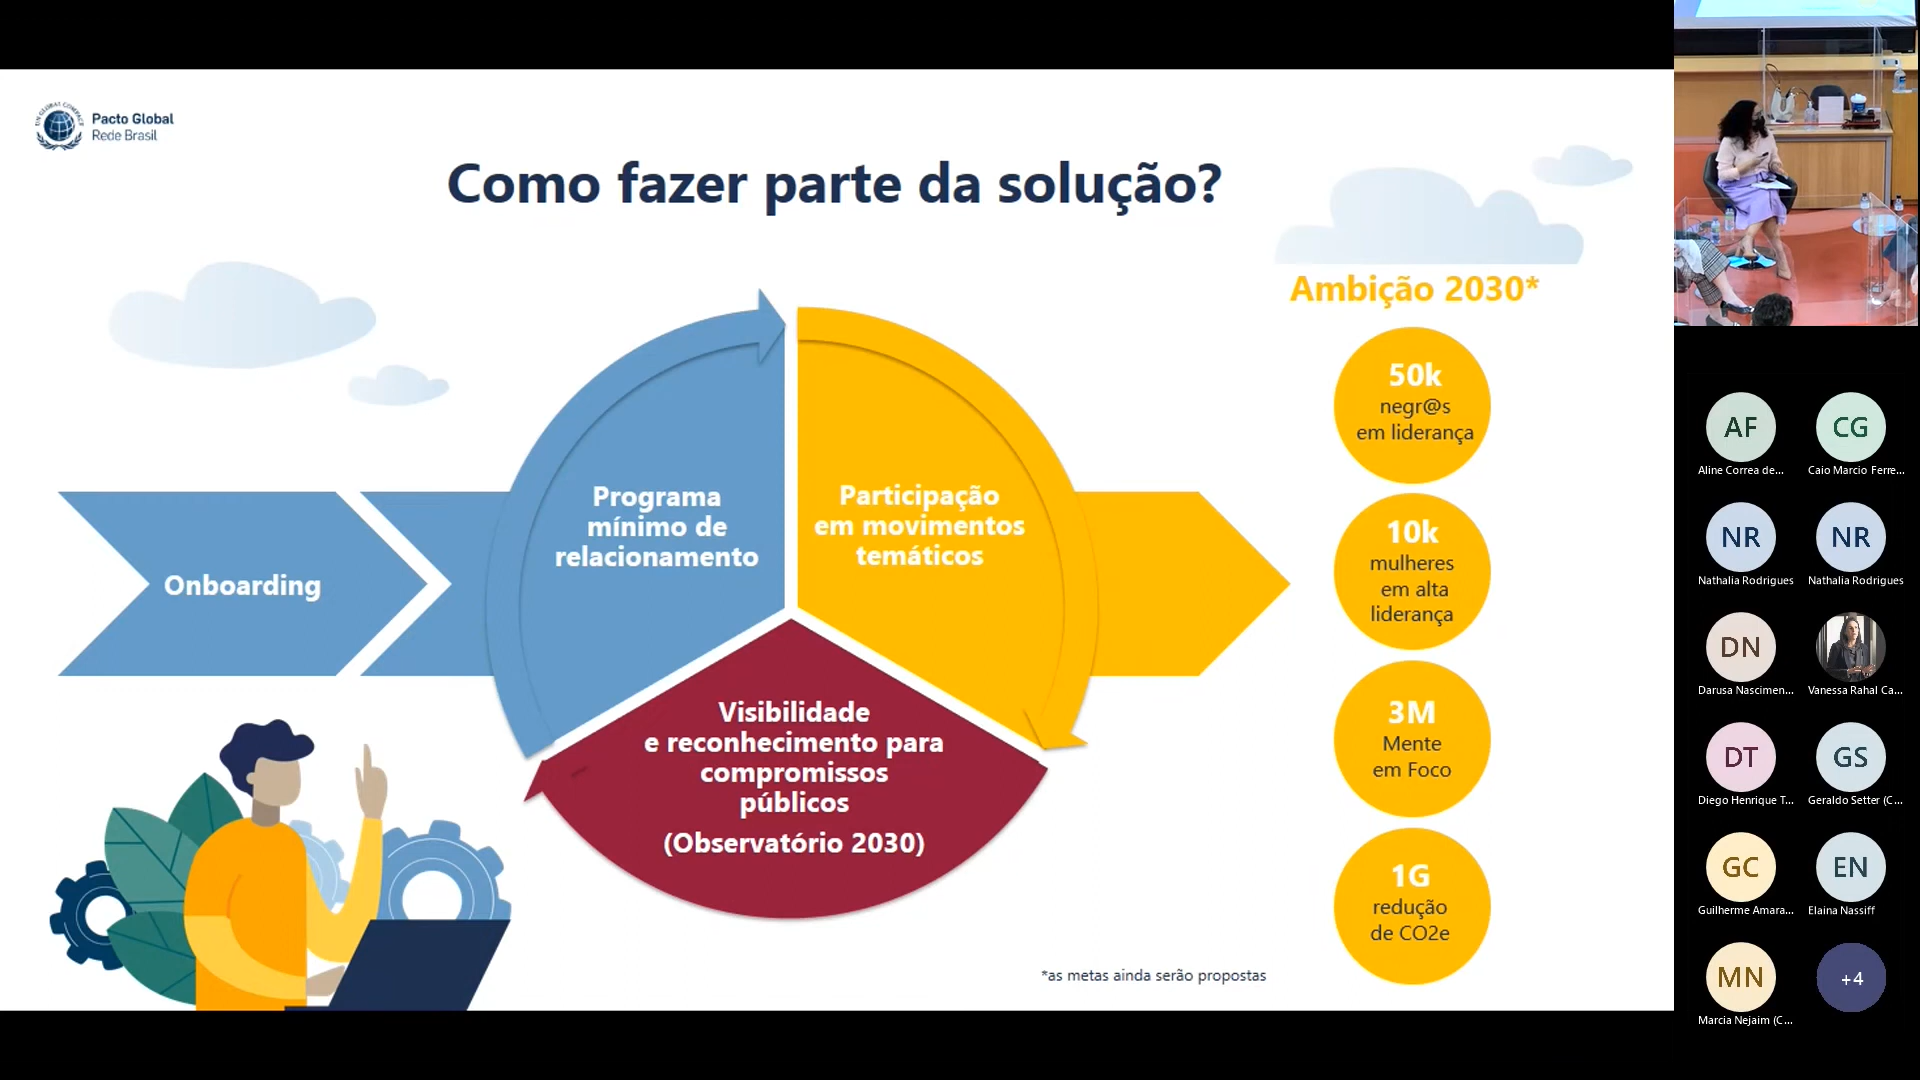 UN GLOBAL COMPACT
Pacto Global
Rede Brasil
Como fazer parte da solução?
Ambição 2030*
Onboarding
Programa
mínimo de
relacionamento
Participação
em movimentos
temáticos
Visibilidade
e reconhecimento para
compromissos
públicos
(Observatório 2030)
50k
negr@s
em liderança
10k
mulheres
em alta
liderança
3M
Mente
em Foco
1G
redução
de CO2e
*as metas ainda serão propostas
AF
Aline Correa de...
CG
Caio Marcio Ferre...
NR
Nathalia Rodrigues
NR
Nathalia Rodrigues
DN
Darusa Nascimen...
Vanessa Rahal Ca...
DT
Diego Henrique T...
GS
Geraldo Setter (C...
GC
Guilherme Amara...
EN
Elaina Nassiff
MN
Marcia Nejaim (C...
+4